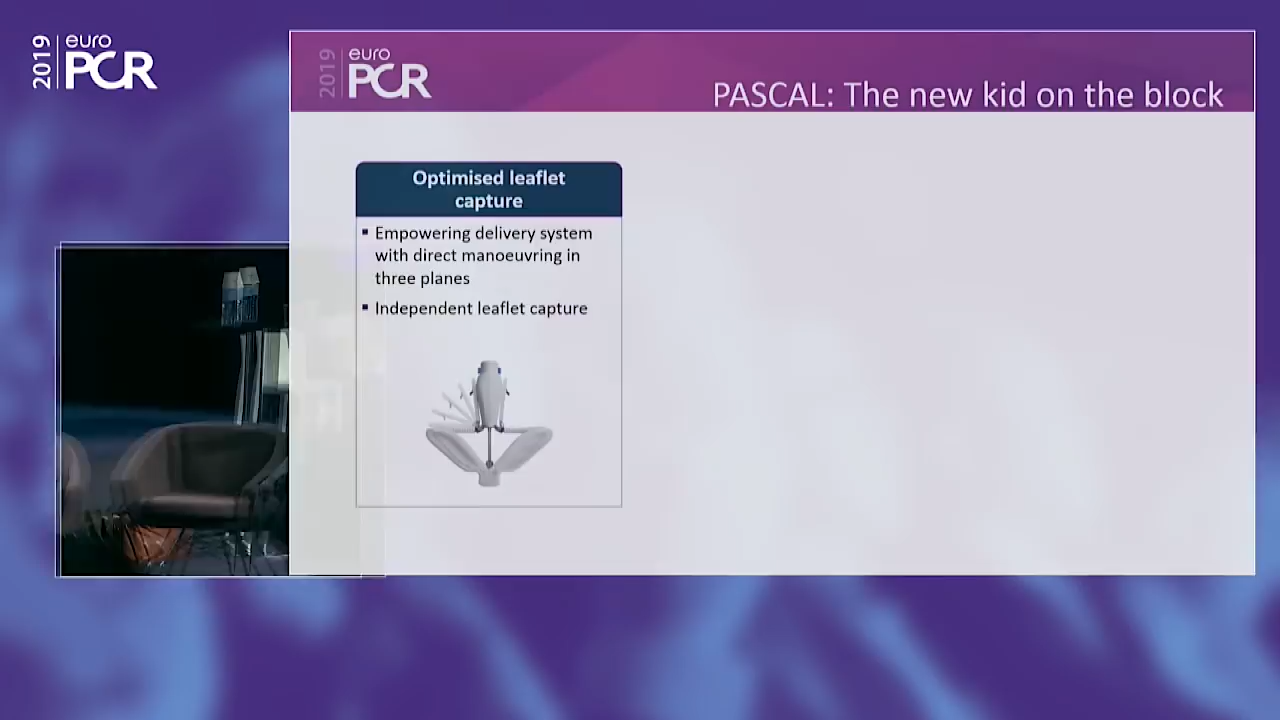 2019
euro
PCR
2019
euro
PCR
PASCAL: The new kid on the block
Optimised leaflet
capture
▪ Empowering delivery system
with direct manoeuvring in
three planes
▪ Independent leaflet capture